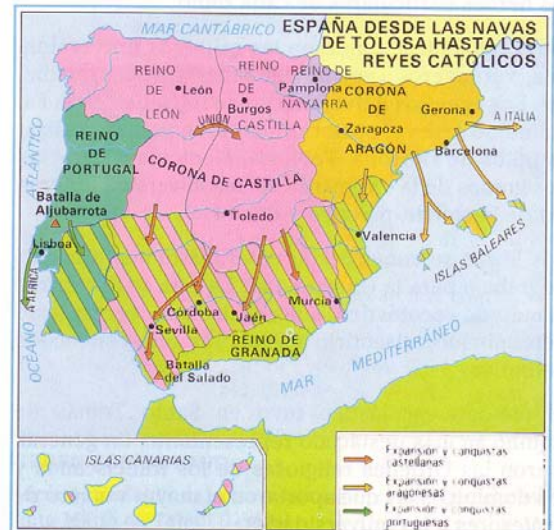 MAR CANTÁBRICO
ESPAÑA DESDE LAS NAVAS
DE TOLOSA HASTA LOS
REYES CATÓLICOS
REINO
DE
LEÓN
León
REINO
DE
CASTILLA
Burgos
REINO DE
Pamplona
NAVARRA
CORONA
DE
ARAGÓN
Gerona
A ITALIA
Zaragoza
Barcelona
UNIÓN
REINO
DE
PORTUGAL
CORONA DE CASTILLA
ATLÁNTICO
Batalla de
Aljubarrota
Toledo
Lisboa
Valencia
ISLAS BALEARES
A ÁFRICA
OCÉANO
Córdoba
Jaén
Murcia
Sevilla
REINO DE
GRANADA
Batalla
del Salado
MAR MEDITERRÁNEO
ISLAS CANARIAS
Expansión y conquistas
castellanas
Expansión y conquistas
aragonesas
Expansión y conquistas
portuguesas